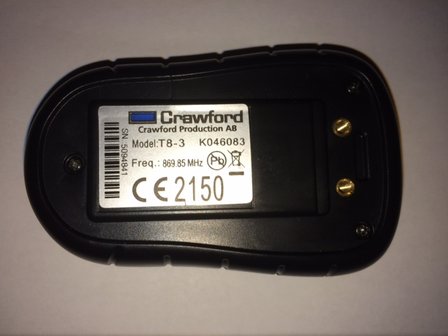 Crawford
Crawford Production AB
Model:T8-3 K046083
Freq.: 869.85 MHz Pb
CE 2150
SN 5094841